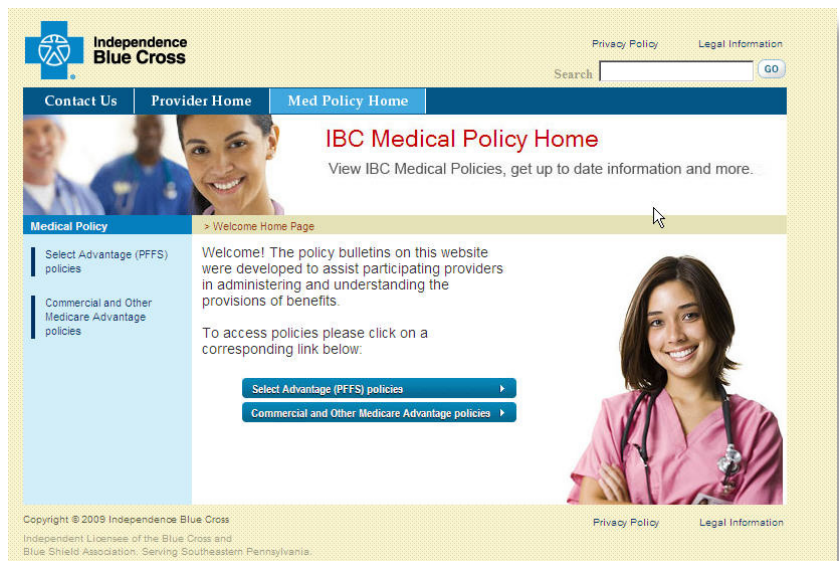 Independence
Blue Cross
Privacy Policy Legal Information
Search GO
Contact Us Provider Home Med Policy Home
IBC Medical Policy Home
View IBC Medical Policies, get up to date information and more.
Medical Policy
> Welcome Home Page
Select Advantage (PFFS)
policies
Commercial and Other
Medicare Advantage
policies
Welcome! The policy bulletins on this website
were developed to assist participating providers
in administering and understanding the
provisions of benefits.
To access policies please click on a
corresponding link below:
Select Advantage (PFFS) policies
Commercial and Other Medicare Advantage policies
Copyright © 2009 Independence Blue Cross
Independent Licensee of the Blue Cross and
Blue Shield Association. Serving Southeastern Pennsylvania.
Privacy Policy Legal Information